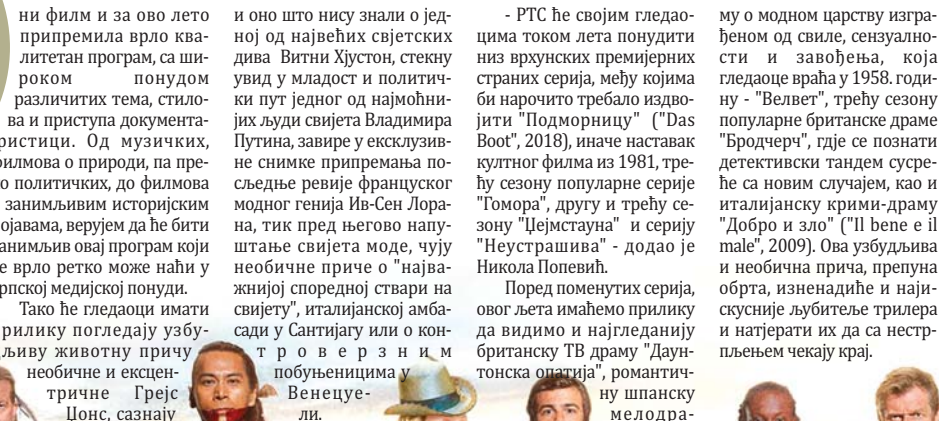 ни филм и за ово лето
припремила врло ква-
литетан програм, са ши-
роком понудом
различитих тема, стило-
ва и приступа документа-
ристици. Од музичких,
филмова о природи, па пре-
о политичких, до филмова
занимљивим историјским
ојавама, верујем да ће бити
анимљив овај програм који
е врло ретко може наћи у
рпској медијској понуди.
Тако ће гледаоци имати
рилику погледају узбу-
љиву животну причу
необичне и ексцен-
тричне Грејс
Џонс, сазнају
и оно што нису знали о јед-
ној од највећих свјетских
дива Витни Хјустон, стекну
увид у младост и политич-
ки пут једног од најмоћни-
јих људи свијета Владимира
Путина, завире у ексклузив-
не снимке припремања по-
сљедње ревије француског
модног генија Ив-Сен Лора-
на, тик пред његово напу-
штање свијета моде, чују
необичне приче о "најва-
жнијој споредној ствари на
свијету", италијанској амба-
сади у Сантијагу или о кон-
троверзним
побуњеницима у
Венецуе-
ли.
- РТС ће својим гледао-
цима током лета понудити
низ врхунских премијерних
страних серија, међу којима
би нарочито требало издво-
јити "Подморницу" ("Das
Boot", 2018), иначе наставак
култног филма из 1981, тре-
ћу сезону популарне серије
"Гомора", другу и трећу се-
зону "Џејмстауна" и серију
"Неустрашива" - додао је
Никола Попевић.
Поред поменутих серија,
овог љета имаћемо прилику
да видимо и најгледанију
британску ТВ драму "Даун-
тонска опатија", романтич-
ну шпанску
мелодра-
му о модном царству изгра-
ђеном од свиле, сензуално-
сти и завођења, која
гледаоце враћа у 1958. годи-
ну - "Велвет", трећу сезону
популарне британске драме
"Бродчерч", гдје се познати
детективски тандем сусре-
ће са новим случајем, као и
италијанску крими-драму
"Добро и зло" ("Il bene e il
male", 2009). Ова узбудљива
и необична прича, препуна
обрта, изненадиће и наји-
скусније љубитеље трилера
и натјерати их да са нестр-
пљењем чекају крај.